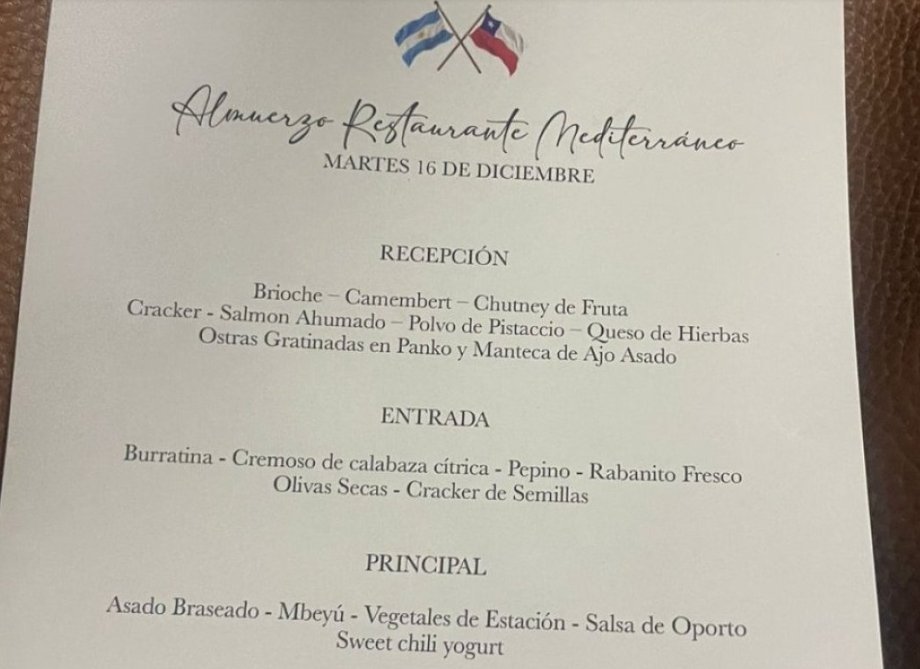 Almuerzo Restaurante Mediterráneo
MARTES 16 DE DICIEMBRE
RECEPCIÓN
Brioche – Camembert – Chutney de Fruta
Cracker - Salmon Ahumado – Polvo de Pistaccio – Queso de Hierbas
Ostras Gratinadas en Panko y Manteca de Ajo Asado
ENTRADA
Burratina - Cremoso de calabaza cítrica - Pepino - Rabanito Fresco
Olivas Secas - Cracker de Semillas
PRINCIPAL
Asado Braseado - Mbeyú - Vegetales de Estación - Salsa de Oporto
Sweet chili yogurt